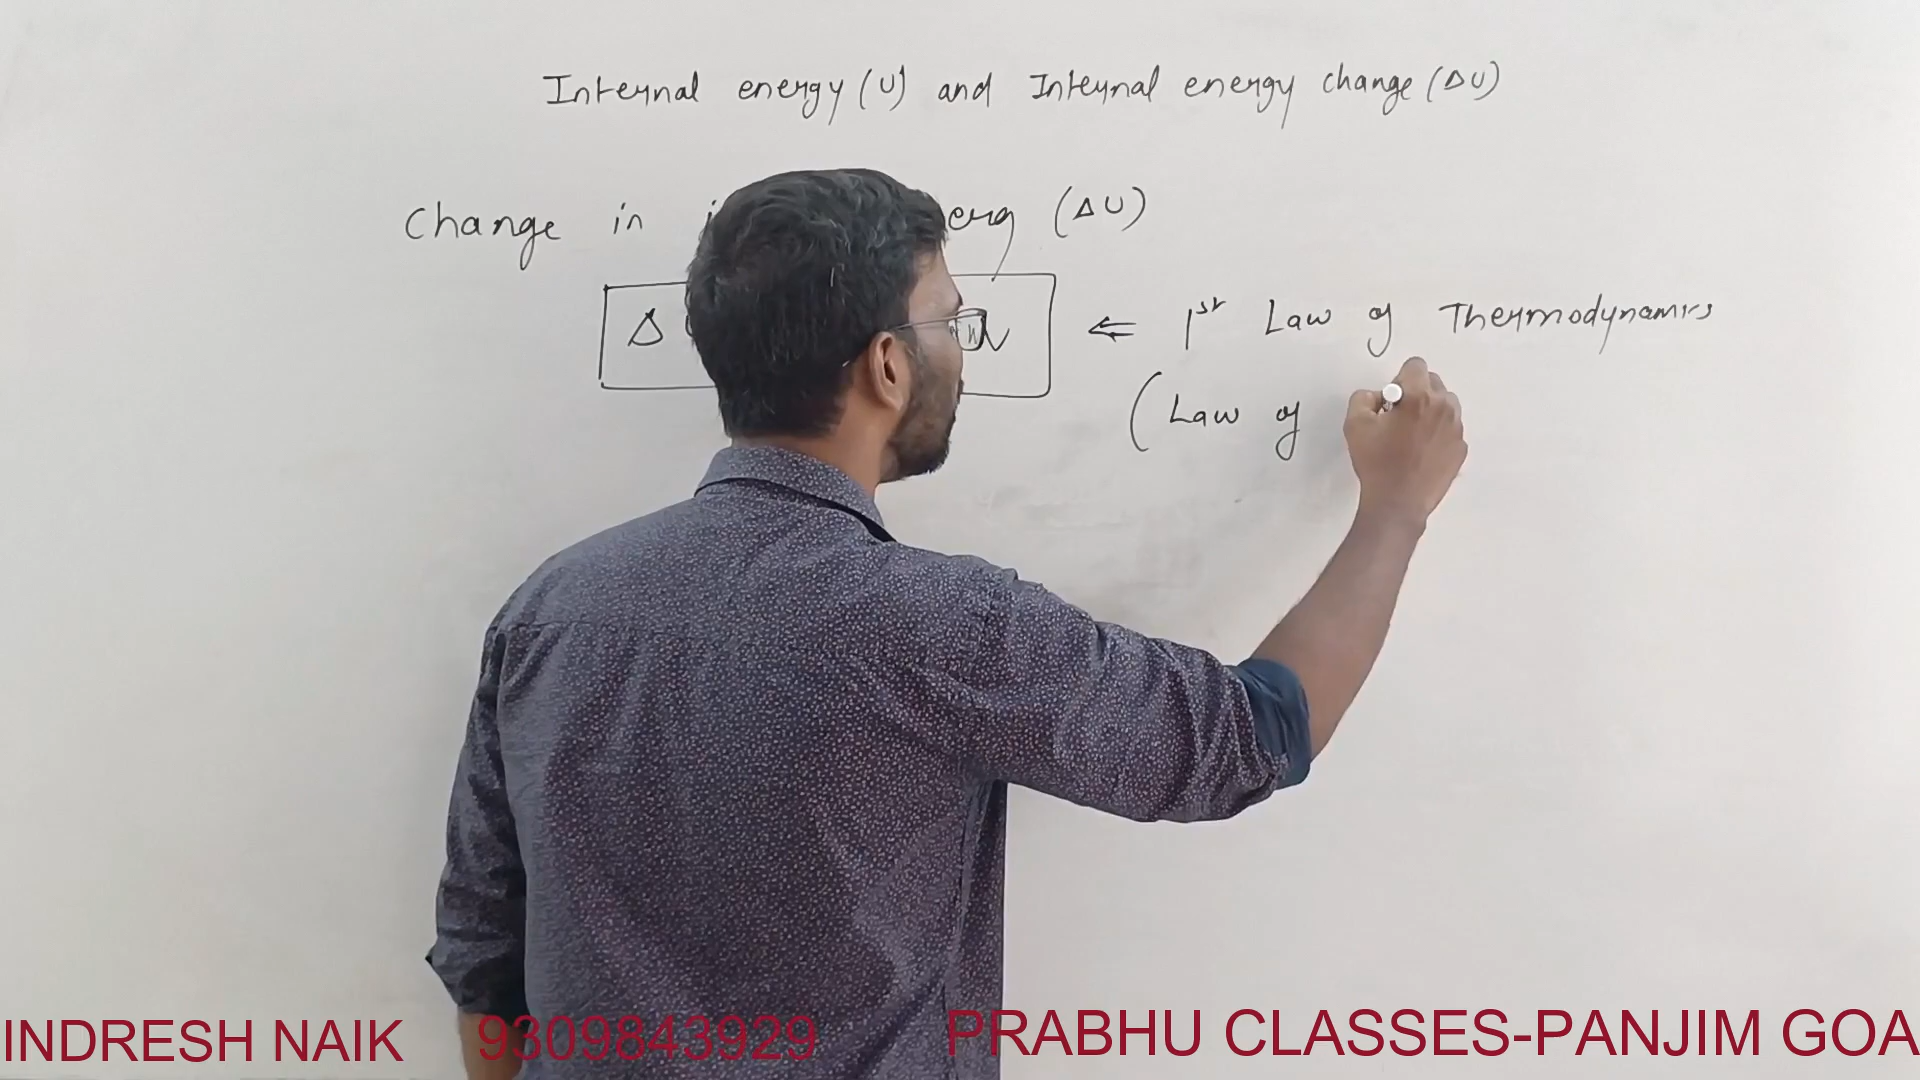 Internal energy (U) and Internal energy change (ΔU)
Change in erg (ΔU)
Δ
⇐ 1st Law of Thermodynamics
(Law of
INDRESH NAIK 9309843929 PRABHU CLASSES-PANJIM GOA